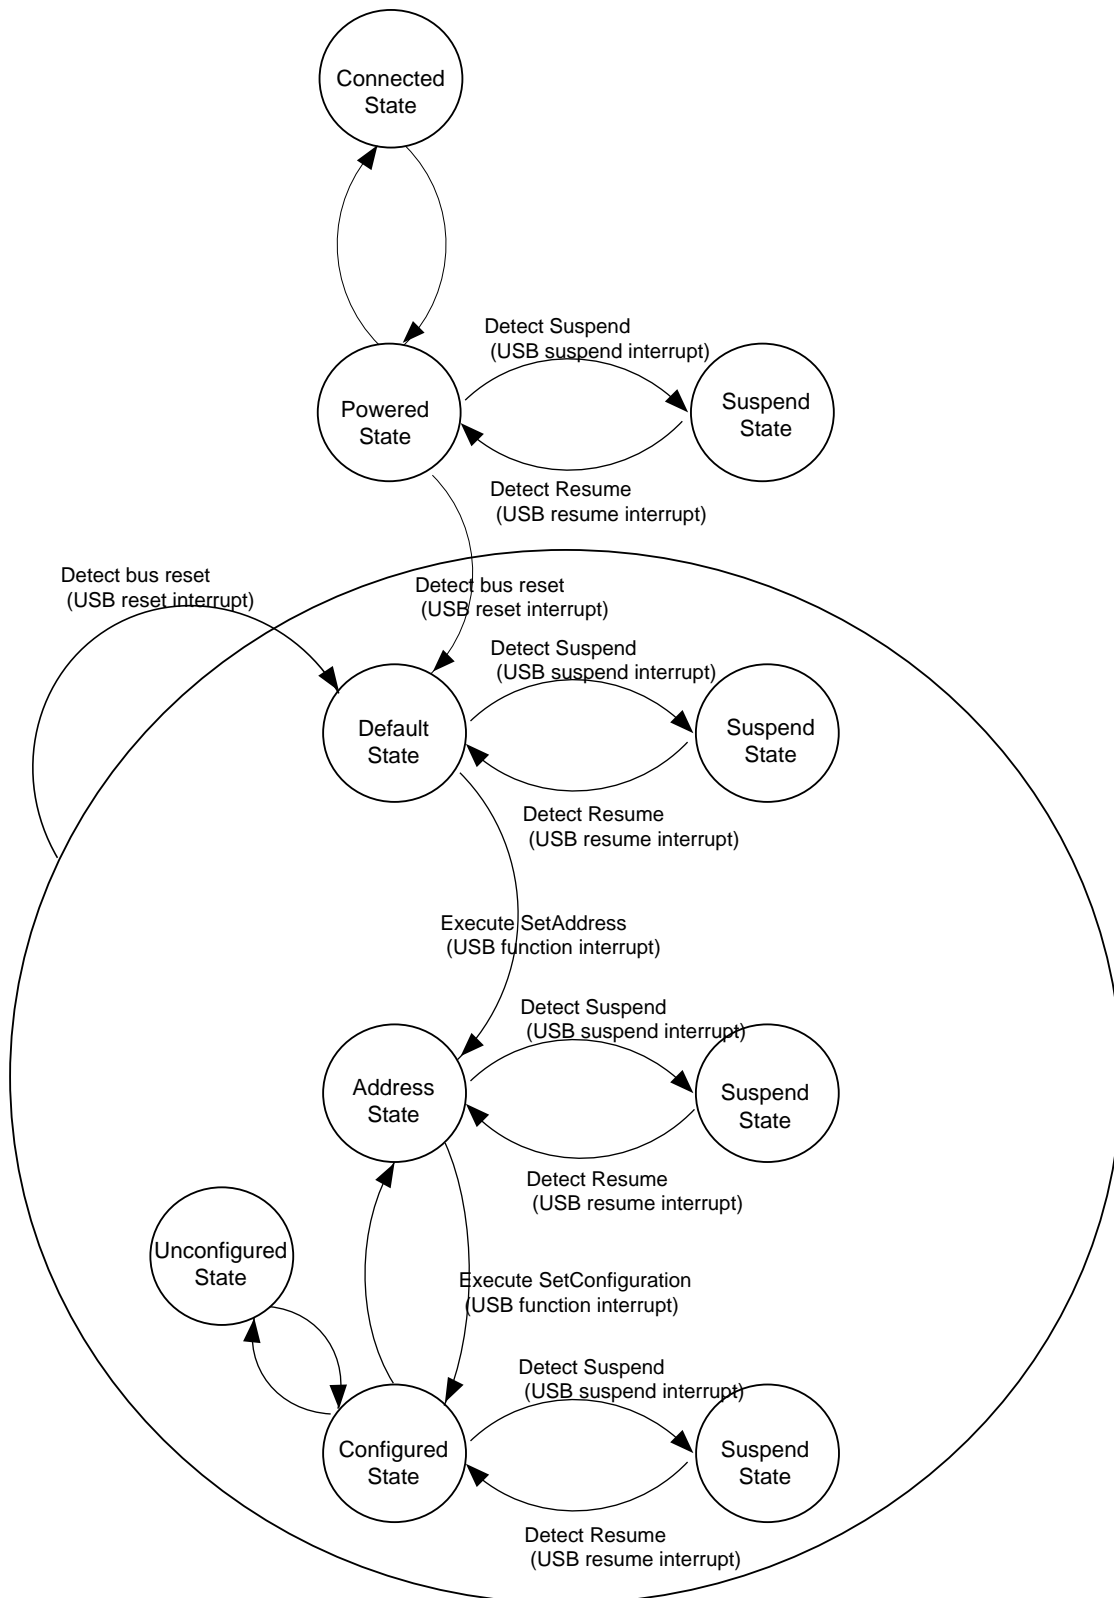 Connected
State
Detect Suspend
(USB suspend interrupt)
Powered
State
Suspend
State
Detect Resume
(USB resume interrupt)
Detect bus reset
(USB reset interrupt)
Detect bus reset
(USB reset interrupt)
Detect Suspend
(USB suspend interrupt)
Default
State
Suspend
State
Detect Resume
(USB resume interrupt)
Execute SetAddress
(USB function interrupt)
Detect Suspend
(USB suspend interrupt)
Address
State
Suspend
State
Detect Resume
(USB resume interrupt)
Unconfigured
State
Execute SetConfiguration
(USB function interrupt)
Detect Suspend
(USB suspend interrupt)
Configured
State
Suspend
State
Detect Resume
(USB resume interrupt)